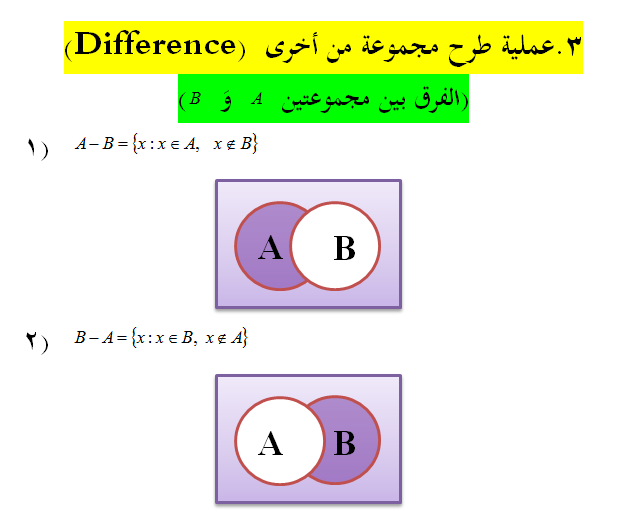 ٣.عملية طرح مجموعة من أخرى (Difference)
(الفرق بين مجموعتين A وَ B)
١) A − B = {x : x ∈ A, x ∉ B}
A B
٢) B − A = {x : x ∈ B, x ∉ A}
A B